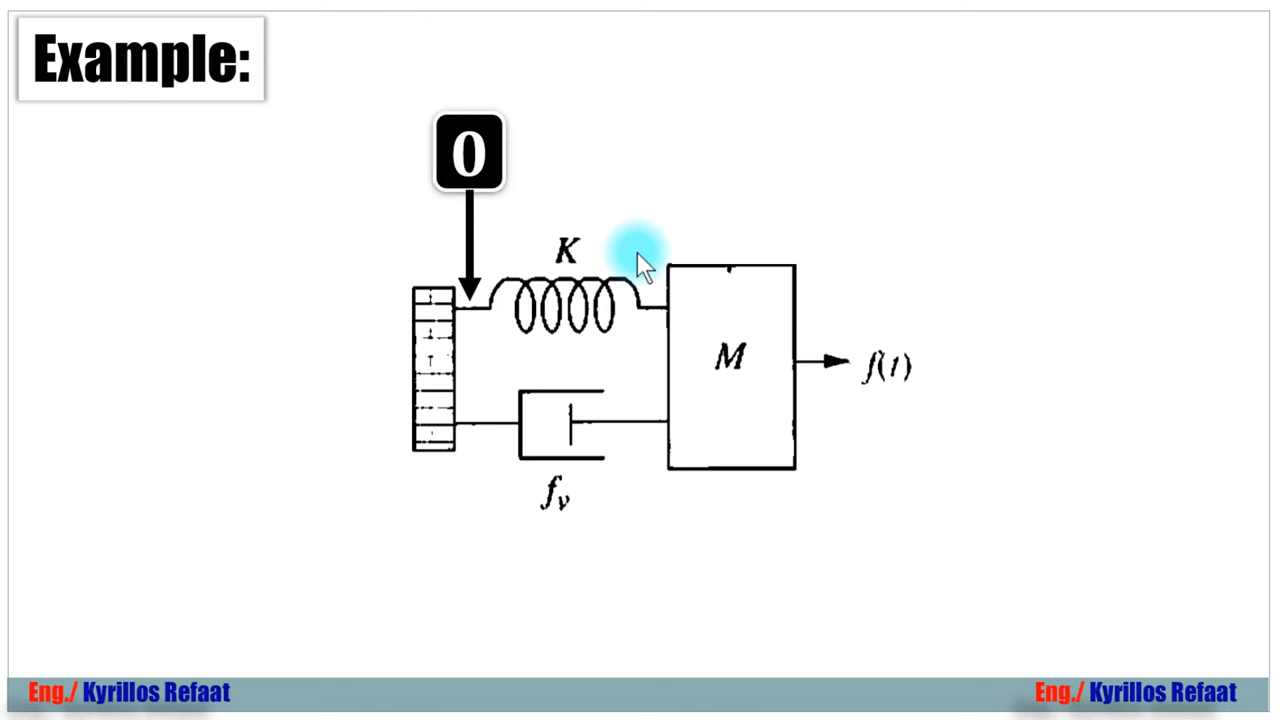 Example:
0
K
M
f(t)
fᵥ
Eng./ Kyrillos Refaat
Eng./ Kyrillos Refaat